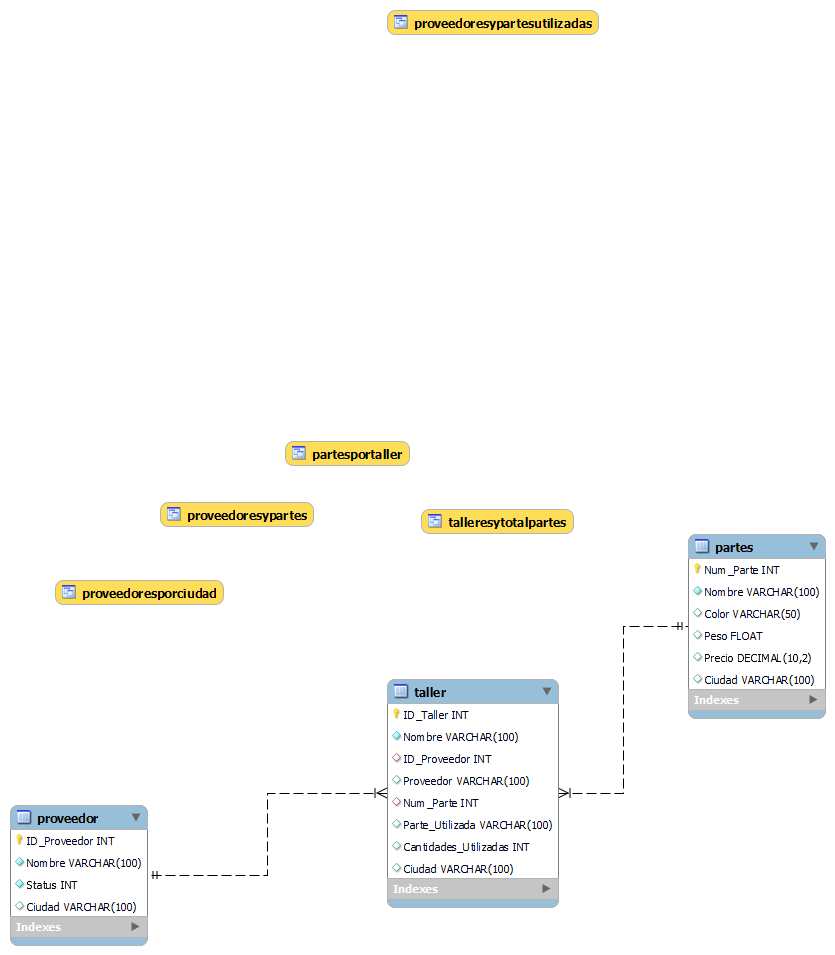 proveedoresypartesutilizadas
partesportaller
proveedoresypartes
talleresytotalpartes
proveedoresporciudad
partes
Num_Parte INT
Nombre VARCHAR(100)
Color VARCHAR(50)
Peso FLOAT
Precio DECIMAL(10,2)
Ciudad VARCHAR(100)
Indexes
taller
ID_Taller INT
Nombre VARCHAR(100)
ID_Proveedor INT
Proveedor VARCHAR(100)
Num_Parte INT
Parte_Utilizada VARCHAR(100)
Cantidades_Utilizadas INT
Ciudad VARCHAR(100)
Indexes
proveedor
ID_Proveedor INT
Nombre VARCHAR(100)
Status INT
Ciudad VARCHAR(100)
Indexes